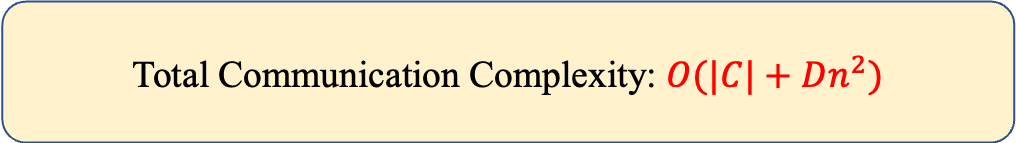 Total Communication Complexity: O(|C| + Dn²)